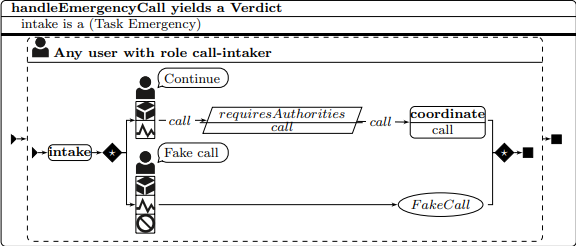 handleEmergencyCall yields a Verdict
intake is a (Task Emergency)
Any user with role call-intaker
Continue
call
requiresAuthorities
call
call
coordinate
call
intake
Fake call
FakeCall